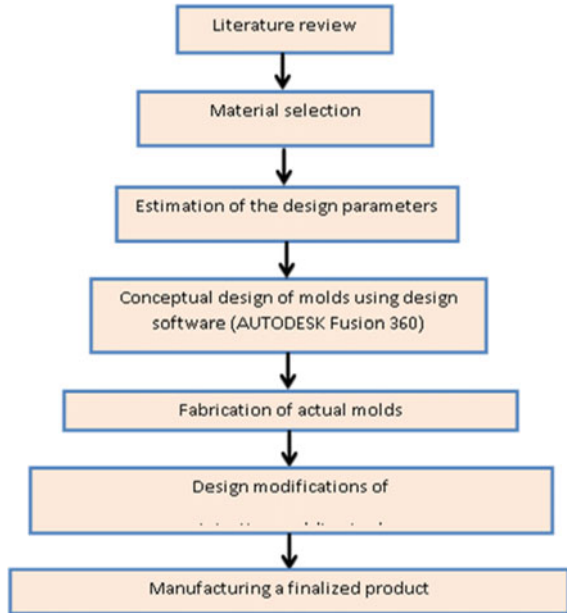 Literature review
Material selection
Estimation of the design parameters
Conceptual design of molds using design
software (AUTODESK Fusion 360)
Fabrication of actual molds
Design modifications of
Manufacturing a finalized product